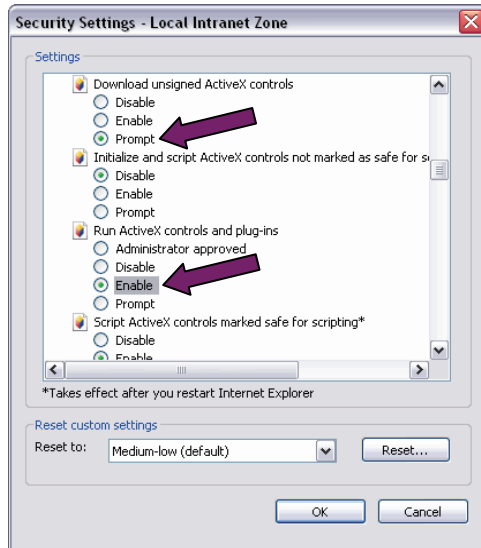 Security Settings - Local Intranet Zone
Settings
Download unsigned ActiveX controls
Disable
Enable
Prompt
Initialize and script ActiveX controls not marked as safe for
Disable
Enable
Prompt
Run ActiveX controls and plug-ins
Administrator approved
Disable
Enable
Prompt
Script ActiveX controls marked safe for scripting*
Disable
Enable
*Takes effect after you restart Internet Explorer
Reset custom settings
Reset to:
Medium-low (default)
Reset...
OK
Cancel